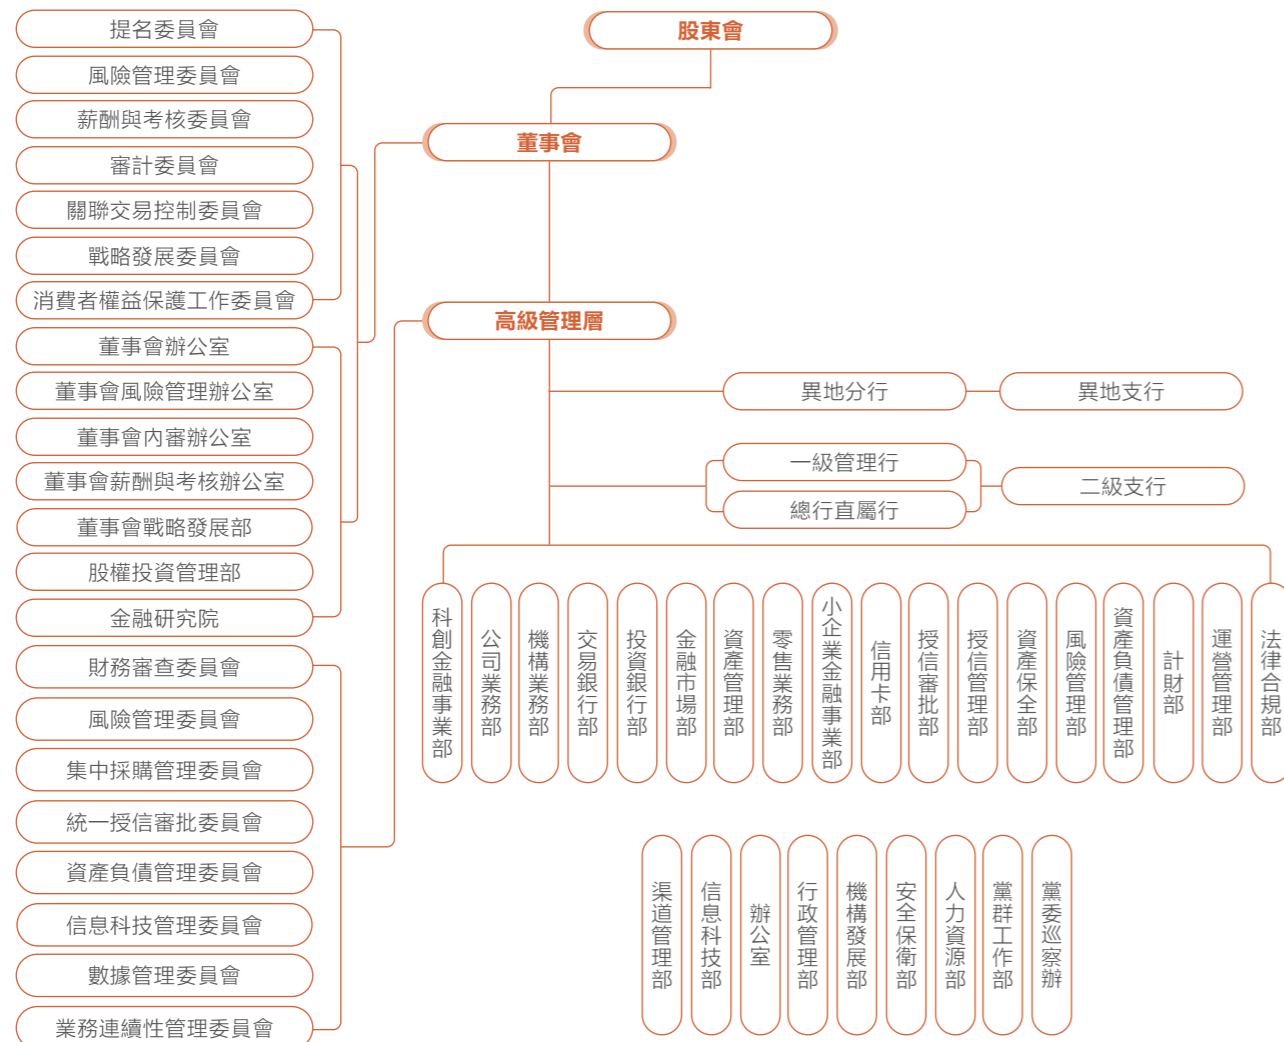 股東會
董事會
高級管理層
提名委員會
風險管理委員會
薪酬與考核委員會
審計委員會
關聯交易控制委員會
戰略發展委員會
消費者權益保護工作委員會
董事會辦公室
董事會風險管理辦公室
董事會內審辦公室
董事會薪酬與考核辦公室
董事會戰略發展部
股權投資管理部
金融研究院
財務審查委員會
風險管理委員會
集中採購管理委員會
統一授信審批委員會
資產負債管理委員會
信息科技管理委員會
數據管理委員會
業務連續性管理委員會
異地分行
異地支行
一級管理行
總行直屬行
二級支行
科創金融事業部
公司業務部
機構業務部
交易銀行部
投資銀行部
金融市場部
資產管理部
零售業務部
小企業金融事業部
信用卡部
授信審批部
授信管理部
資產保全部
風險管理部
資產負債管理部
計財部
運營管理部
法律合規部
渠道管理部
信息科技部
辦公室
行政管理部
機構發展部
安全保衛部
人力資源部
黨群工作部
黨委巡察辦